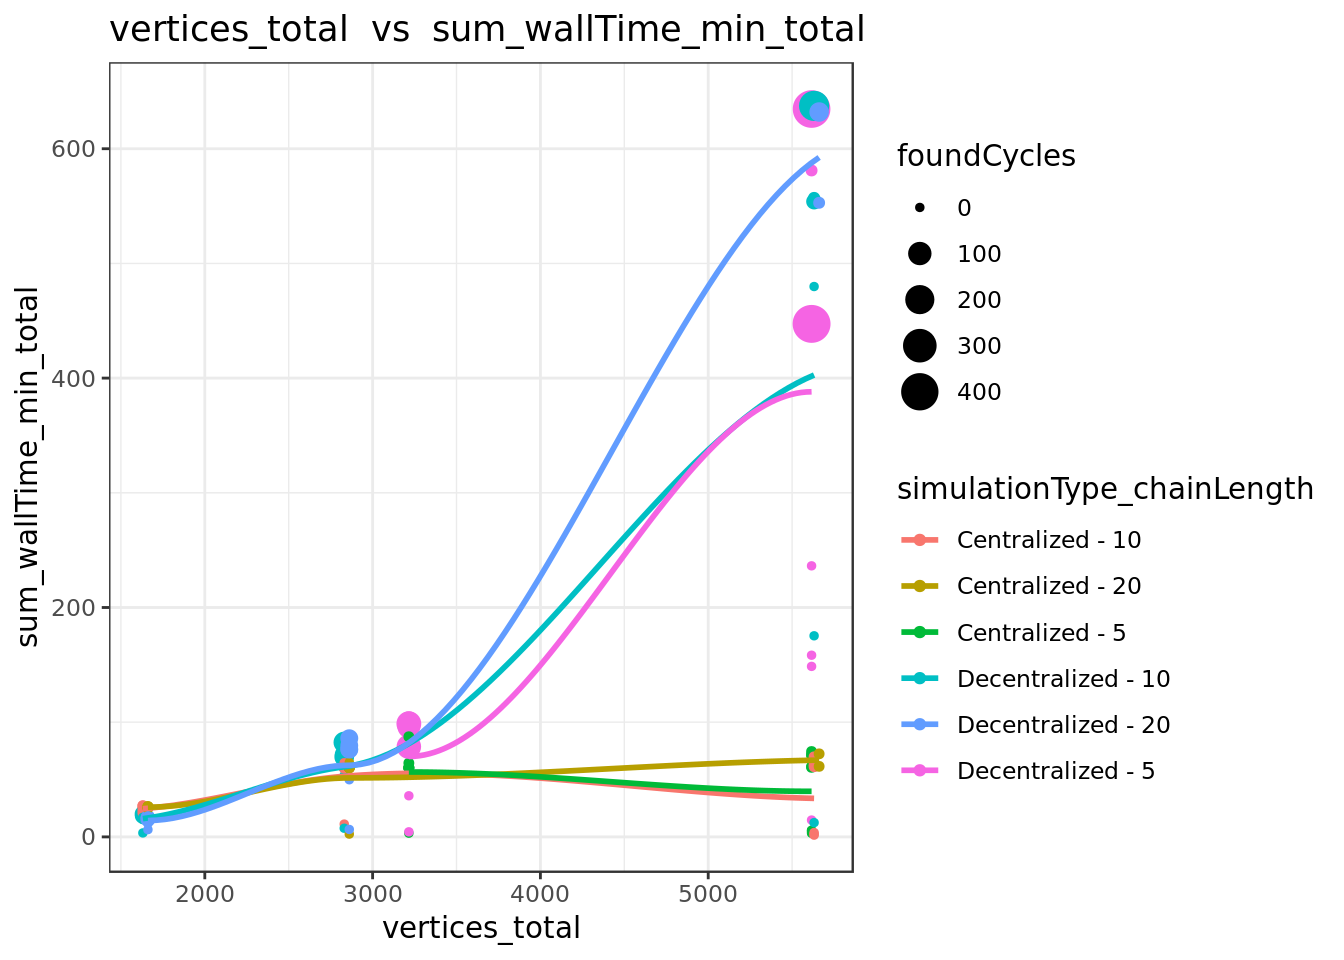 vertices_total vs sum_wallTime_min_total
sum_wallTime_min_total
600
400
200
0
2000 3000 4000 5000
vertices_total
foundCycles
0
100
200
300
400
simulationType_chainLength
Centralized - 10
Centralized - 20
Centralized - 5
Decentralized - 10
Decentralized - 20
Decentralized - 5